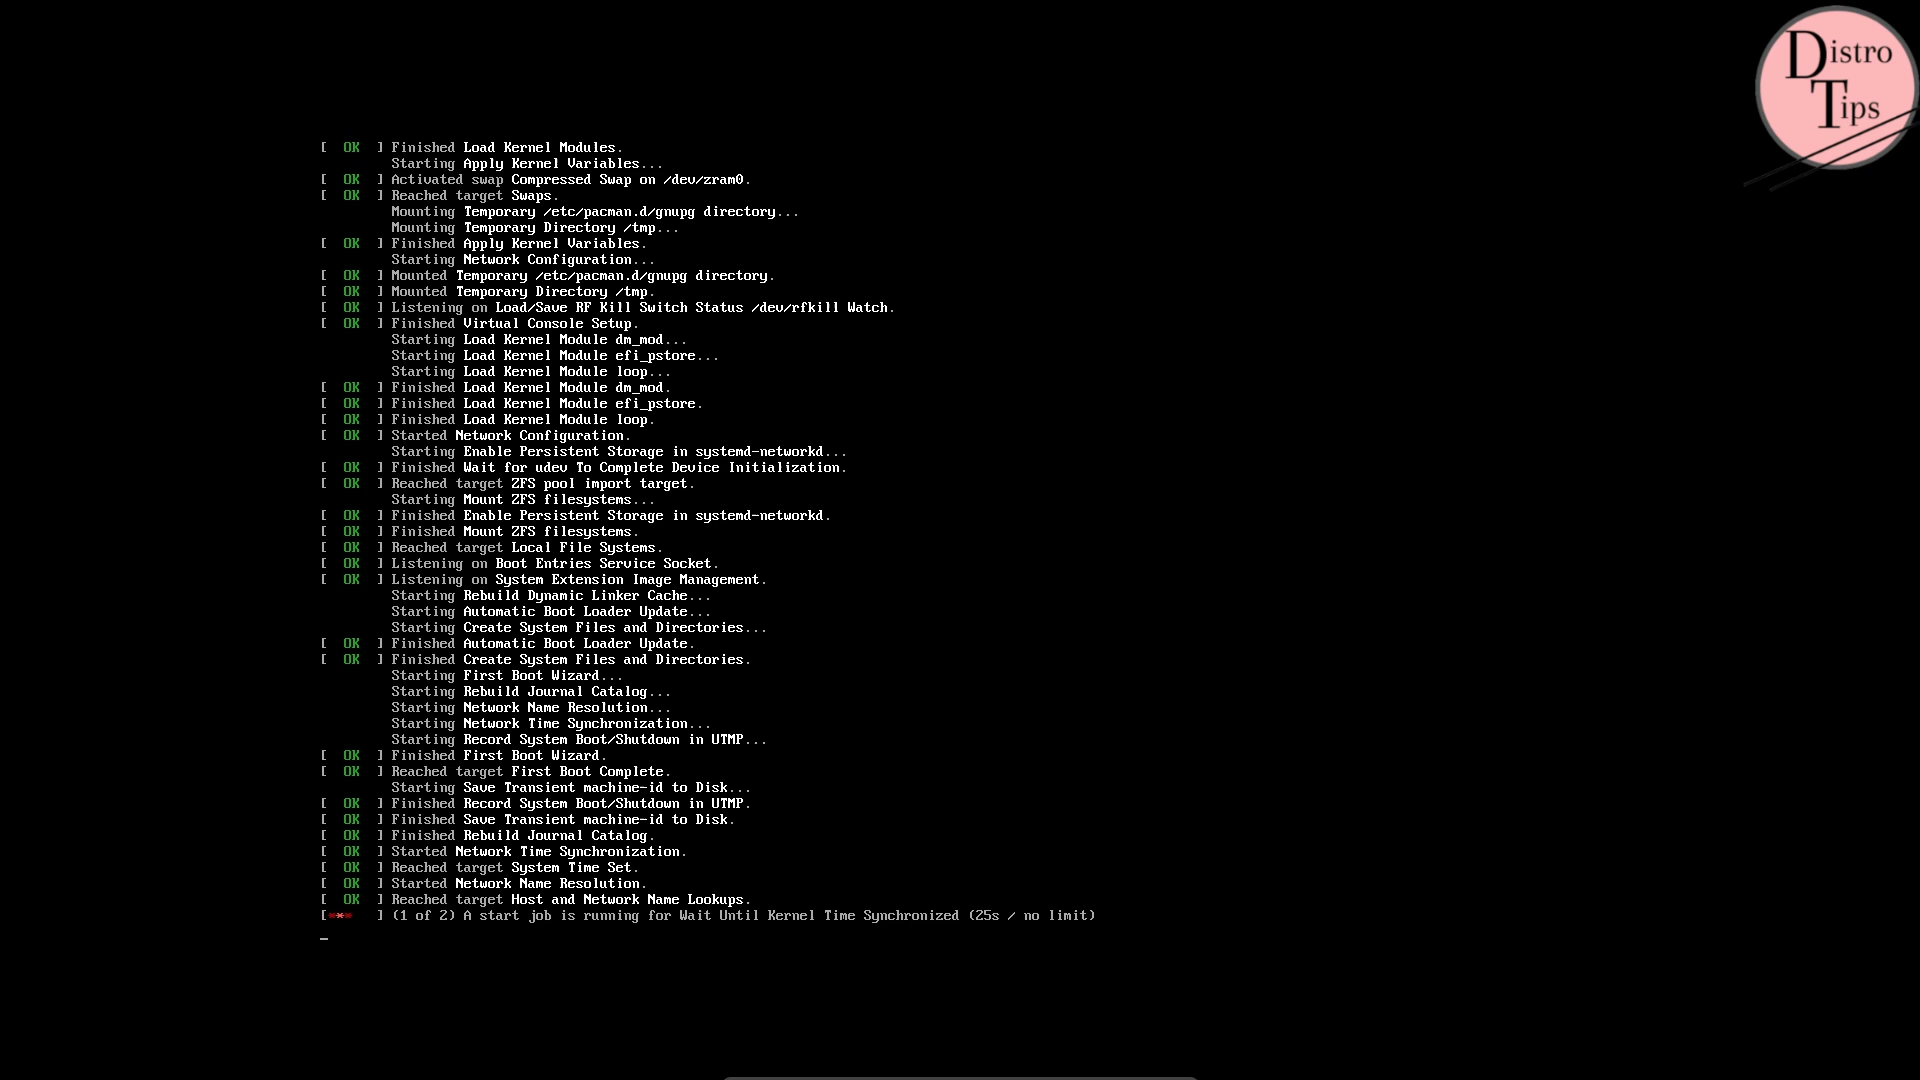 Distro
Tips
[  OK  ] Finished Load Kernel Modules.
Starting Apply Kernel Variables...
[  OK  ] Activated swap Compressed Swap on /dev/zram0.
[  OK  ] Reached target Swaps.
Mounting Temporary /etc/pacman.d/gnupg directory...
Mounting Temporary Directory /tmp...
[  OK  ] Finished Apply Kernel Variables.
Starting Network Configuration...
[  OK  ] Mounted Temporary /etc/pacman.d/gnupg directory.
[  OK  ] Mounted Temporary Directory /tmp.
[  OK  ] Listening on Load/Save RF Kill Switch Status /dev/rfkill Watch.
[  OK  ] Finished Virtual Console Setup.
Starting Load Kernel Module dm_mod...
Starting Load Kernel Module efi_pstore...
Starting Load Kernel Module loop...
[  OK  ] Finished Load Kernel Module dm_mod.
[  OK  ] Finished Load Kernel Module efi_pstore.
[  OK  ] Finished Load Kernel Module loop.
[  OK  ] Started Network Configuration.
Starting Enable Persistent Storage in systemd-networkd...
[  OK  ] Finished Wait for udev To Complete Device Initialization.
[  OK  ] Reached target ZFS pool import target.
Starting Mount ZFS filesystems...
[  OK  ] Finished Enable Persistent Storage in systemd-networkd.
[  OK  ] Finished Mount ZFS filesystems.
[  OK  ] Reached target Local File Systems.
[  OK  ] Listening on Boot Entries Service Socket.
[  OK  ] Listening on System Extension Image Management.
Starting Rebuild Dynamic Linker Cache...
Starting Automatic Boot Loader Update...
Starting Create System Files and Directories...
[  OK  ] Finished Automatic Boot Loader Update.
[  OK  ] Finished Create System Files and Directories.
Starting First Boot Wizard...
Starting Rebuild Journal Catalog...
Starting Network Name Resolution...
Starting Network Time Synchronization...
Starting Record System Boot/Shutdown in UTMP...
[  OK  ] Finished First Boot Wizard.
[  OK  ] Reached target First Boot Complete.
Starting Save Transient machine-id to Disk...
[  OK  ] Finished Record System Boot/Shutdown in UTMP.
[  OK  ] Finished Save Transient machine-id to Disk.
[  OK  ] Finished Rebuild Journal Catalog.
[  OK  ] Started Network Time Synchronization.
[  OK  ] Reached target System Time Set.
[  OK  ] Started Network Name Resolution.
[  OK  ] Reached target Host and Network Name Lookups.
[***   ] (1 of 2) A start job is running for Wait Until Kernel Time Synchronized (25s / no limit)
_